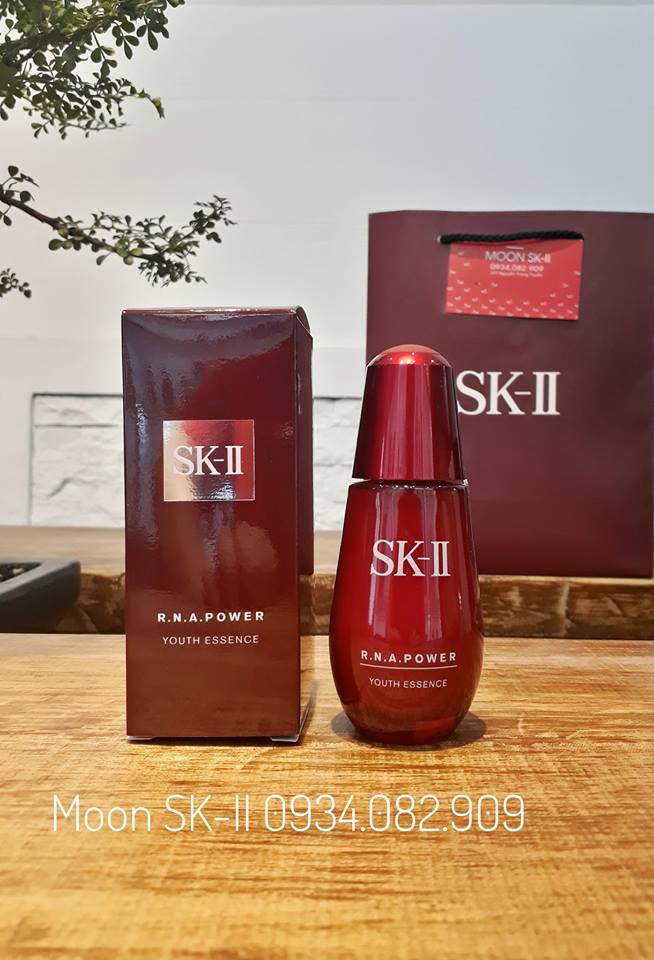 MOON SK-II
0934.082.909
SK-II
SK-II
R.N.A.POWER
YOUTH ESSENCE
SK-II
R.N.A.POWER
YOUTH ESSENCE
Moon SK-II 0934.082.909